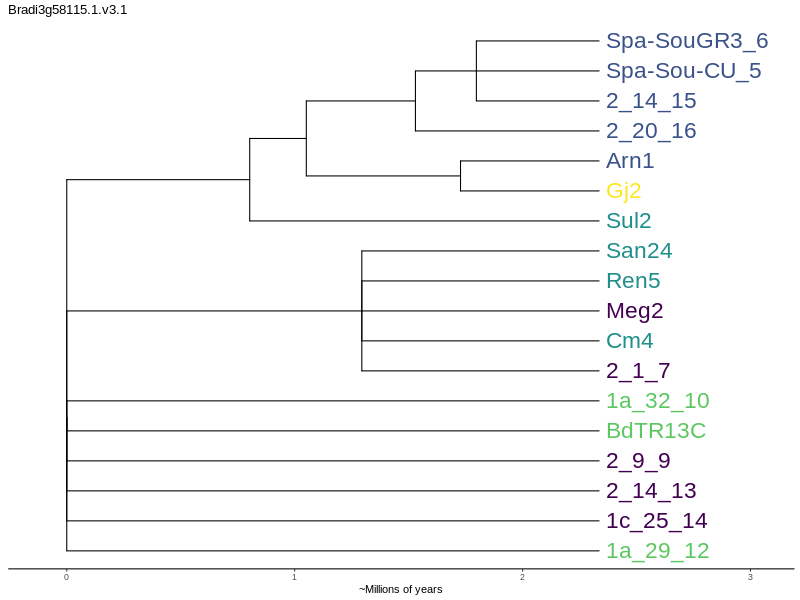 Bradi3g58115.1.v3.1
Spa-SouGR3_6
Spa-Sou-CU_5
2_14_15
2_20_16
Arn1
Gj2
Sul2
San24
Ren5
Meg2
Cm4
2_1_7
1a_32_10
BdTR13C
2_9_9
2_14_13
1c_25_14
1a_29_12
0 1 2 3
~Millions of years